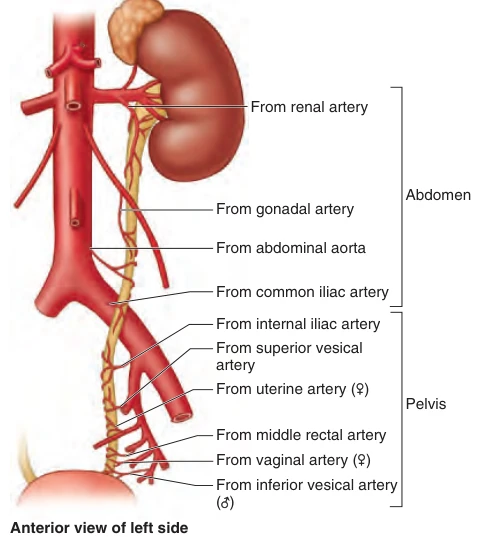 From renal artery
Abdomen
From gonadal artery
From abdominal aorta
From common iliac artery
From internal iliac artery
From superior vesical
artery
From uterine artery (♀)
Pelvis
From middle rectal artery
From vaginal artery (♀)
From inferior vesical artery
(♂)
Anterior view of left side